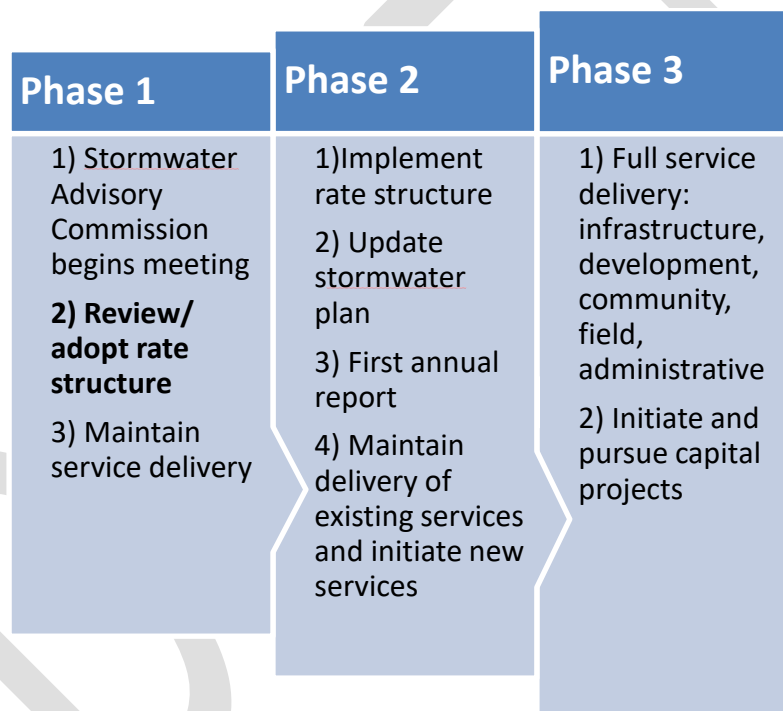 Phase 1
1) Stormwater
Advisory
Commission
begins meeting
2) Review/
adopt rate
structure
3) Maintain
service delivery
Phase 2
1)Implement
rate structure
2) Update
stormwater
plan
3) First annual
report
4) Maintain
delivery of
existing services
and initiate new
services
Phase 3
1) Full service
delivery:
infrastructure,
development,
community,
field,
administrative
2) Initiate and
pursue capital
projects